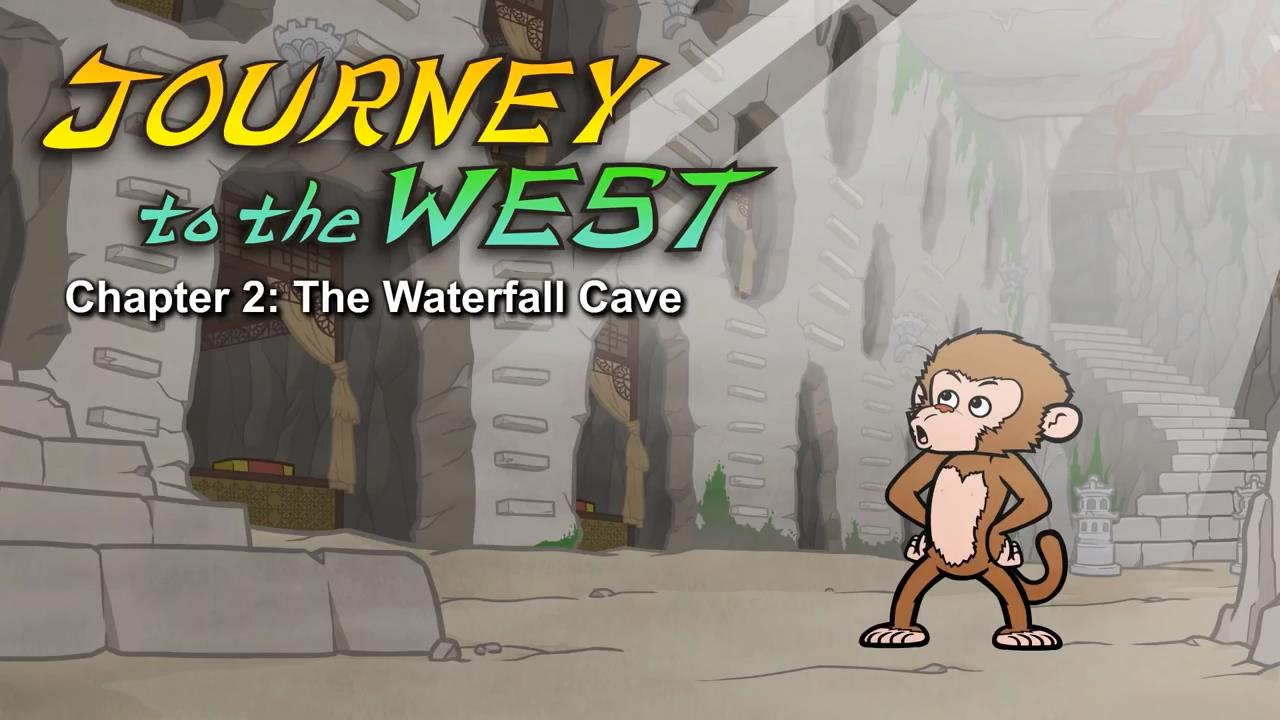 JOURNEY
to the WEST
Chapter 2: The Waterfall Cave